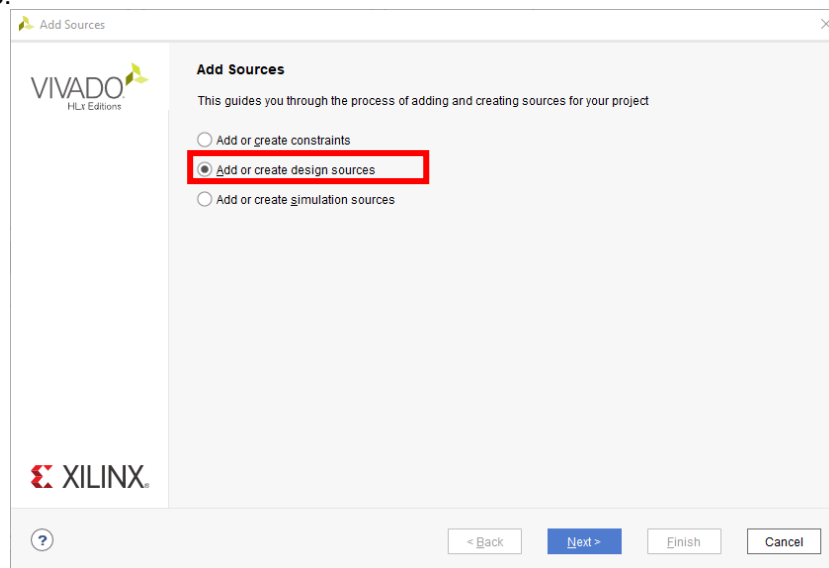 Add Sources
VIVADO
HLx Editions
Add Sources
This guides you through the process of adding and creating sources for your project
Add or create constraints
Add or create design sources
Add or create simulation sources
XILINX
?
< Back
Next >
Finish
Cancel